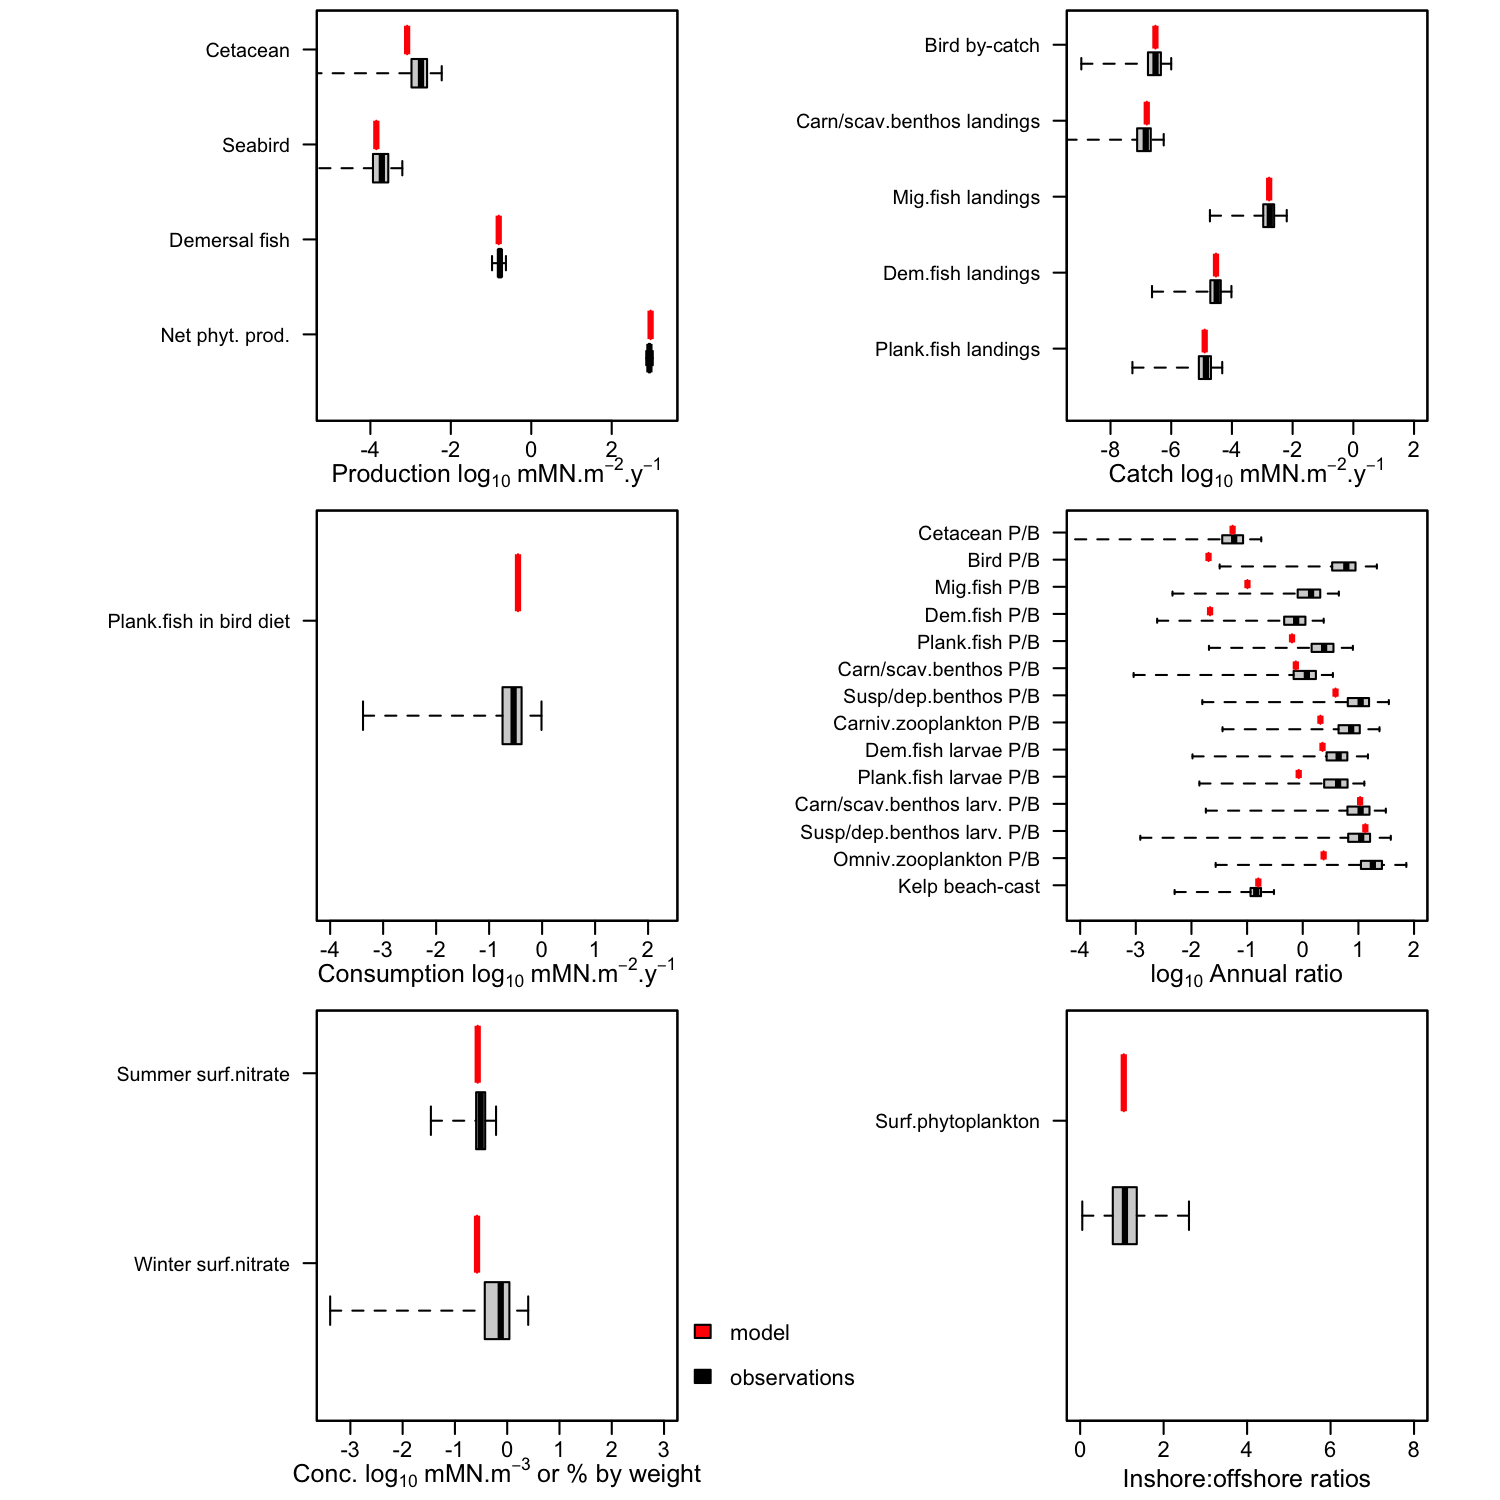 Cetacean
Seabird
Demersal fish
Net phyt. prod.
-4 -2 0 2
Production log₁₀ mMN.m⁻².y⁻¹
Bird by-catch
Carn/scav.benthos landings
Mig.fish landings
Dem.fish landings
Plank.fish landings
-8 -6 -4 -2 0 2
Catch log₁₀ mMN.m⁻².y⁻¹
Plank.fish in bird diet
-4 -3 -2 -1 0 1 2
Consumption log₁₀ mMN.m⁻².y⁻¹
Cetacean P/B
Bird P/B
Mig.fish P/B
Dem.fish P/B
Plank.fish P/B
Carn/scav.benthos P/B
Susp/dep.benthos P/B
Carniv.zooplankton P/B
Dem.fish larvae P/B
Plank.fish larvae P/B
Carn/scav.benthos larv. P/B
Susp/dep.benthos larv. P/B
Omniv.zooplankton P/B
Kelp beach-cast
-4 -3 -2 -1 0 1 2
log₁₀ Annual ratio
Summer surf.nitrate
Winter surf.nitrate
-3 -2 -1 0 1 2 3
Conc. log₁₀ mMN.m⁻³ or % by weight
model
observations
Surf.phytoplankton
0 2 4 6 8
Inshore:offshore ratios